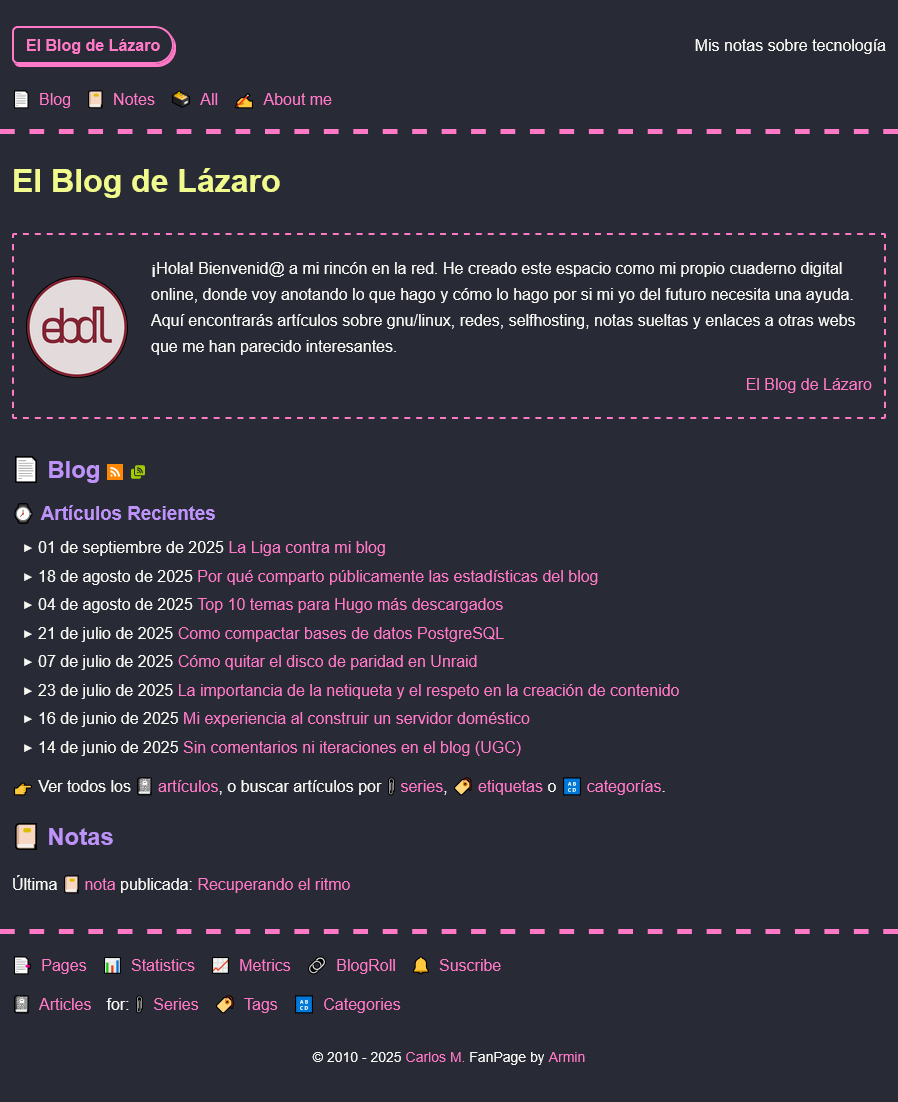 El Blog de Lázaro
Mis notas sobre tecnología
Blog Notes All About me
El Blog de Lázaro
ebdl
¡Hola! Bienvenid@ a mi rincón en la red. He creado este espacio como mi propio cuaderno digital
online, donde voy anotando lo que hago y cómo lo hago por si mi yo del futuro necesita una ayuda.
Aquí encontrarás artículos sobre gnu/linux, redes, selfhosting, notas sueltas y enlaces a otras webs
que me han parecido interesantes.
El Blog de Lázaro
Blog
Artículos Recientes
01 de septiembre de 2025 La Liga contra mi blog
18 de agosto de 2025 Por qué comparto públicamente las estadísticas del blog
04 de agosto de 2025 Top 10 temas para Hugo más descargados
21 de julio de 2025 Como compactar bases de datos PostgreSQL
07 de julio de 2025 Cómo quitar el disco de paridad en Unraid
23 de julio de 2025 La importancia de la netiqueta y el respeto en la creación de contenido
16 de junio de 2025 Mi experiencia al construir un servidor doméstico
14 de junio de 2025 Sin comentarios ni iteraciones en el blog (UGC)
Ver todos los artículos, o buscar artículos por series, etiquetas o categorías.
Notas
Última nota publicada: Recuperando el ritmo
Pages Statistics Metrics BlogRoll Suscribe
Articles for: Series Tags Categories
© 2010 - 2025 Carlos M. FanPage by Armin